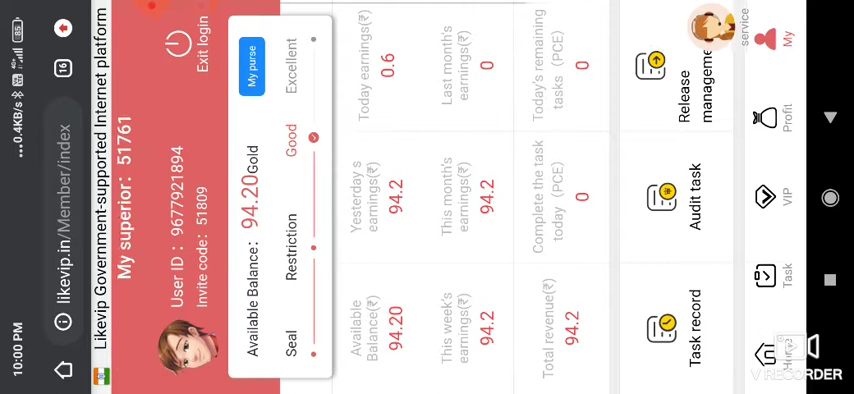 10:00 PM
...0.4KB/s
85
likevip.in/Member/index
16
Likevip Government-supported Internet platform
My superior: 51761
User ID : 9677921894
Invite code: 51809
Exit login
Available Balance: 94.20Gold
My purse
Seal
Restriction
Good
Excellent
Available Balance(₹)
94.20
Yesterday s earnings(₹)
94.2
Today earnings(₹)
0.6
This week's earnings(₹)
94.2
This month's earnings(₹)
94.2
Last month's earnings(₹)
0
Total revenue(₹)
94.2
Complete the task today (PCE)
0
Today's remaining tasks (PCE)
0
Task record
Audit task
Release
manageme
service
Task
VIP
Profit
My
V RECORDER